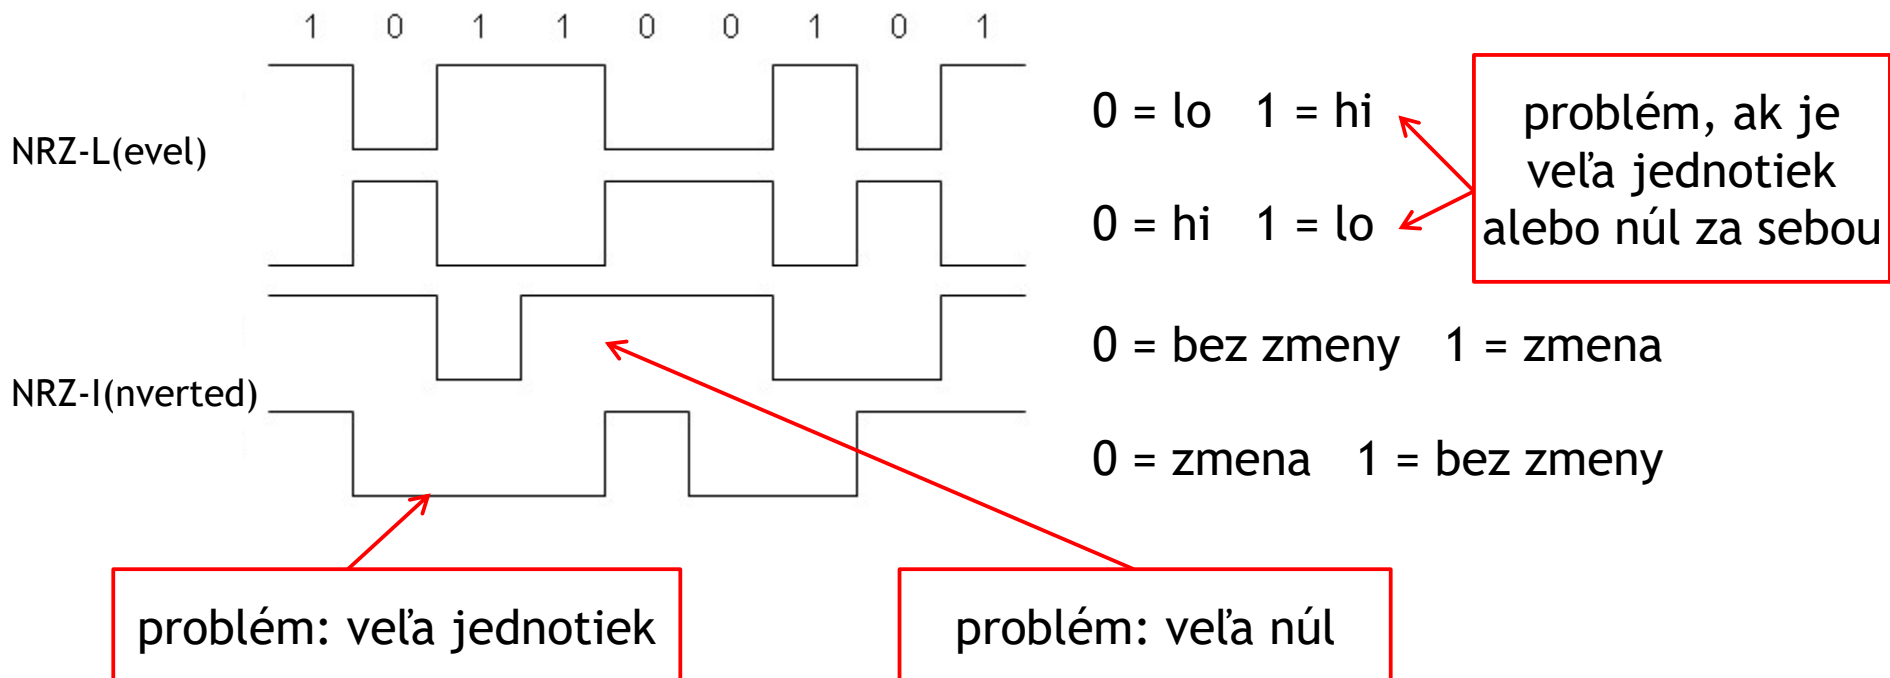 1 0 1 1 0 0 1 0 1
NRZ-L(evel)
0 = lo 1 = hi
0 = hi 1 = lo
problém, ak je
veľa jednotiek
alebo núl za sebou
NRZ-I(nverted)
0 = bez zmeny 1 = zmena
0 = zmena 1 = bez zmeny
problém: veľa jednotiek
problém: veľa núl